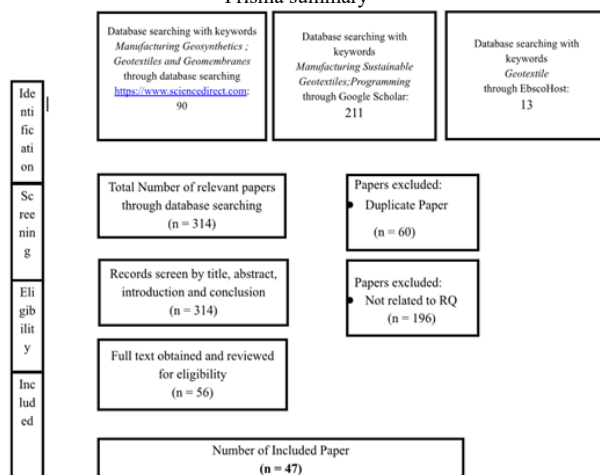 Prisma summary
Database searching with keywords
Manufacturing Geosynthetics ;
Geotextiles and Geomembranes
through database searching
https://www.sciencedirect.com:
90
Database searching with
keywords
Manufacturing Sustainable
Geotextiles;Programming
through Google Scholar:
211
Database searching with
keywords
Geotextile
through EbscoHost:
13
Ide
nti
fic
ati
on
Total Number of relevant papers
through database searching
(n = 314)
Papers excluded:
• Duplicate Paper
(n = 60)
Sc
ree
nin
g
Records screen by title, abstract,
introduction and conclusion
(n = 314)
Papers excluded:
• Not related to RQ
(n = 196)
Eli
gib
ilit
y
Full text obtained and reviewed
for eligibility
(n = 56)
Inc
lud
ed
Number of Included Paper
(n = 47)